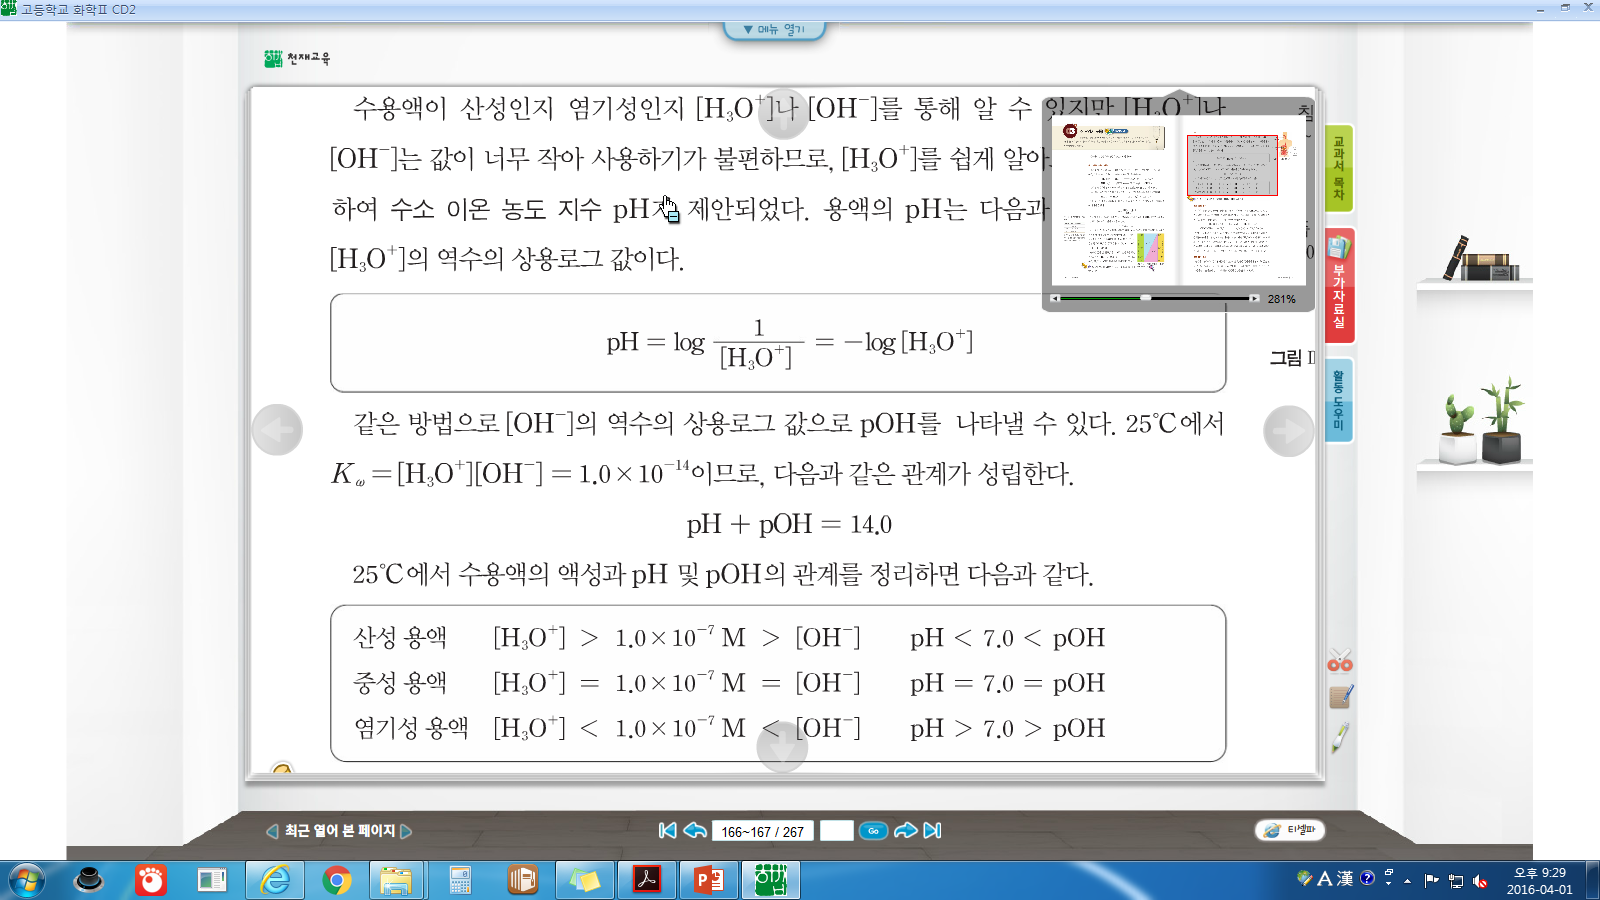 고등학교 화학Ⅱ CD2
▼ 메뉴 열기
천재교육
수용액이 산성인지 염기성인지 [H₃O⁺]나 [OH⁻]를 통해 알 수 있지만 [H₃O⁺]나
[OH⁻]는 값이 너무 작아 사용하기가 불편하므로, [H₃O⁺]를 쉽게 알아
하여 수소 이온 농도 지수 pH가 제안되었다. 용액의 pH는 다음과
[H₃O⁺]의 역수의 상용로그 값이다.
pH = log 1/[H₃O⁺] = −log[H₃O⁺]
같은 방법으로 [OH⁻]의 역수의 상용로그 값으로 pOH를 나타낼 수 있다. 25℃에서
K_w = [H₃O⁺][OH⁻] = 1.0×10⁻¹⁴이므로, 다음과 같은 관계가 성립한다.
pH + pOH = 14.0
25℃에서 수용액의 액성과 pH 및 pOH의 관계를 정리하면 다음과 같다.
산성 용액 [H₃O⁺] > 1.0×10⁻⁷ M > [OH⁻] pH < 7.0 < pOH
중성 용액 [H₃O⁺] = 1.0×10⁻⁷ M = [OH⁻] pH = 7.0 = pOH
염기성 용액 [H₃O⁺] < 1.0×10⁻⁷ M < [OH⁻] pH > 7.0 > pOH
281%
그림 Ⅱ
교과서 목차
부가자료실
활동 도우미
최근 열어 본 페이지
166~167 / 267
Go
티셀파
A 漢
오후 9:29
2016-04-01